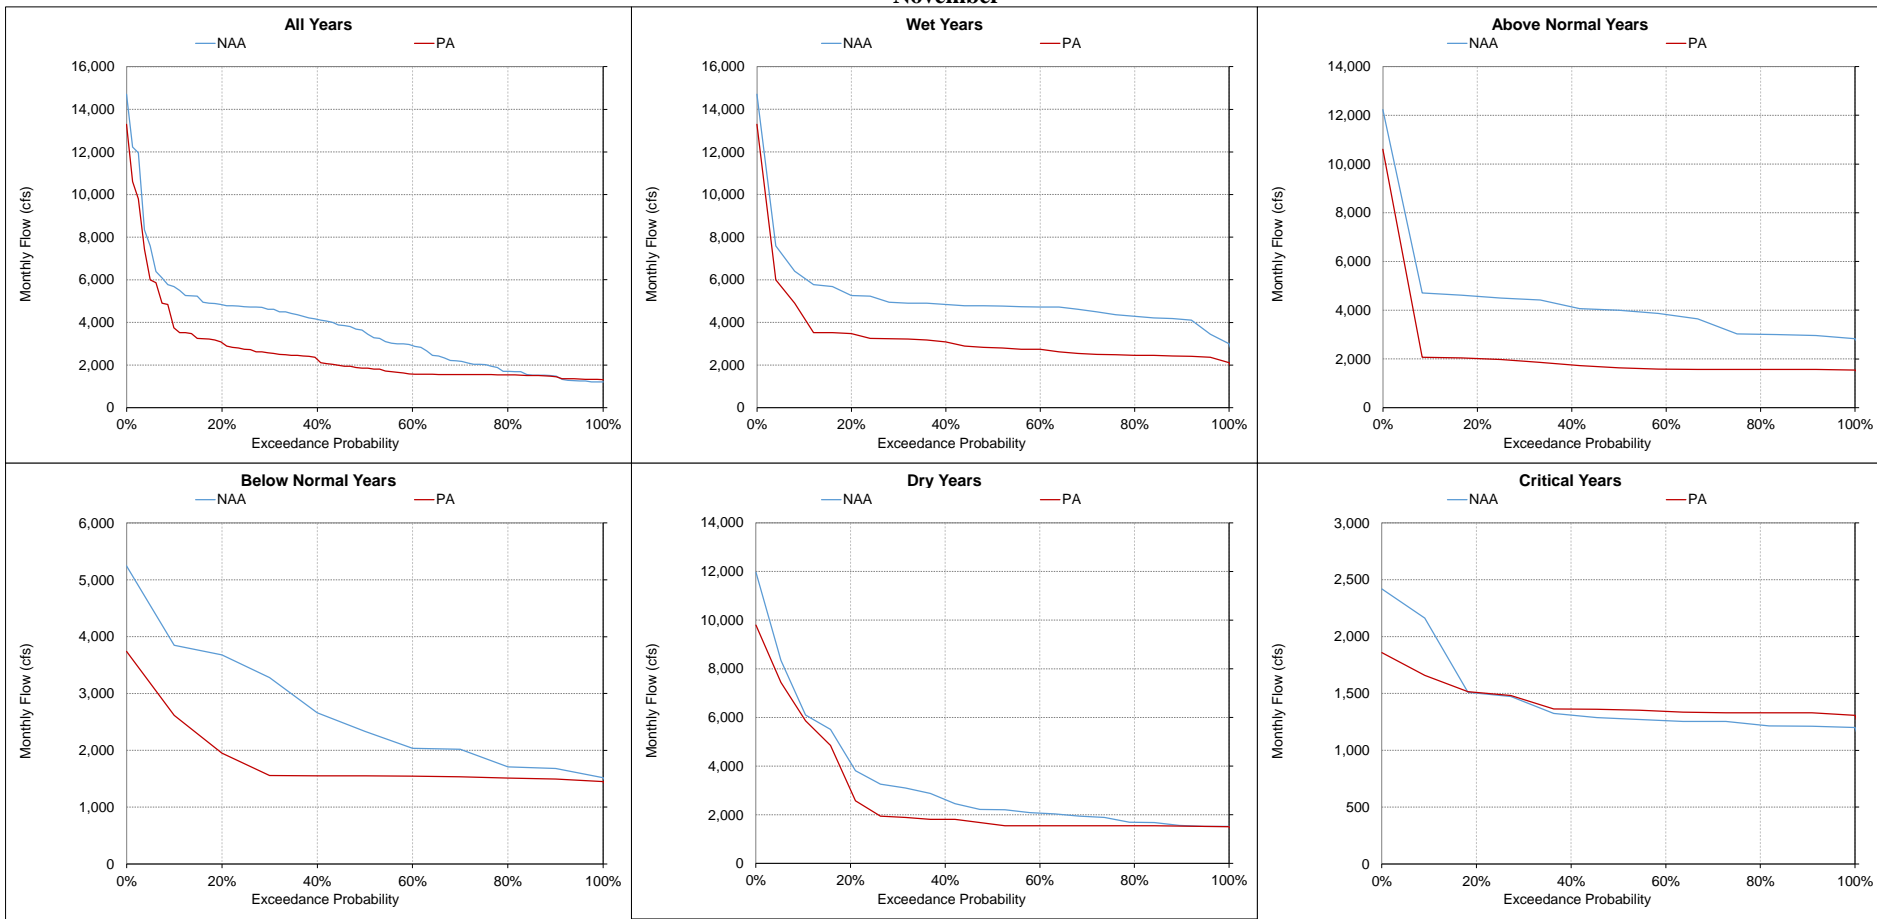 November
All Years
NAA PA
16,000
14,000
12,000
10,000
8,000
6,000
4,000
2,000
0
Monthly Flow (cfs)
0% 20% 40% 60% 80% 100%
Exceedance Probability
Wet Years
NAA PA
16,000
14,000
12,000
10,000
8,000
6,000
4,000
2,000
0
Monthly Flow (cfs)
0% 20% 40% 60% 80% 100%
Exceedance Probability
Above Normal Years
NAA PA
14,000
12,000
10,000
8,000
6,000
4,000
2,000
0
Monthly Flow (cfs)
0% 20% 40% 60% 80% 100%
Exceedance Probability
Below Normal Years
NAA PA
6,000
5,000
4,000
3,000
2,000
1,000
0
Monthly Flow (cfs)
0% 20% 40% 60% 80% 100%
Exceedance Probability
Dry Years
NAA PA
14,000
12,000
10,000
8,000
6,000
4,000
2,000
0
Monthly Flow (cfs)
0% 20% 40% 60% 80% 100%
Exceedance Probability
Critical Years
NAA PA
3,000
2,500
2,000
1,500
1,000
500
0
Monthly Flow (cfs)
0% 20% 40% 60% 80% 100%
Exceedance Probability